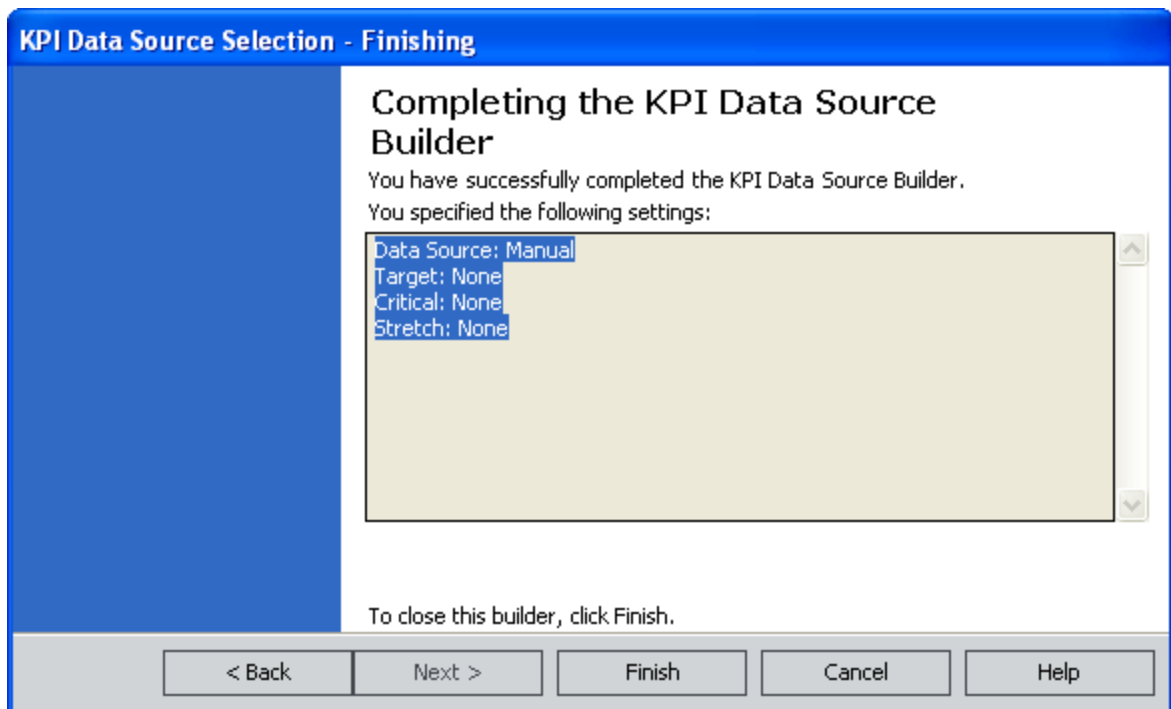 KPI Data Source Selection - Finishing
Completing the KPI Data Source
Builder
You have successfully completed the KPI Data Source Builder.
You specified the following settings:
Data Source: Manual
Target: None
Critical: None
Stretch: None
To close this builder, click Finish.
< Back Next > Finish Cancel Help